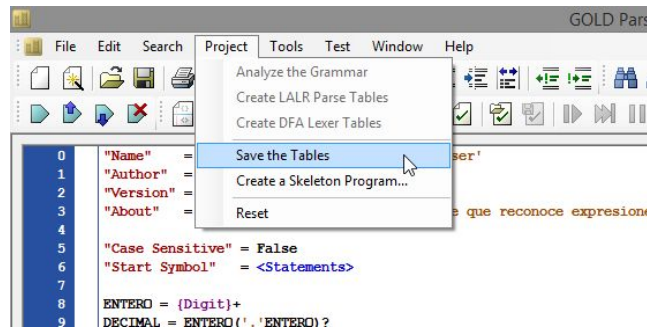 GOLD Pars
File Edit Search Project Tools Test Window Help
Analyze the Grammar
Create LALR Parse Tables
Create DFA Lexer Tables
Save the Tables
Create a Skeleton Program...
Reset
0 "Name" = ser'
1 "Author" =
2 "Version" =
3 "About" = e que reconoce expresione
4
5 "Case Sensitive" = False
6 "Start Symbol" = <Statements>
7
8 ENTERO = {Digit}+
9 DECIMAL = ENTERO('.'ENTERO)?